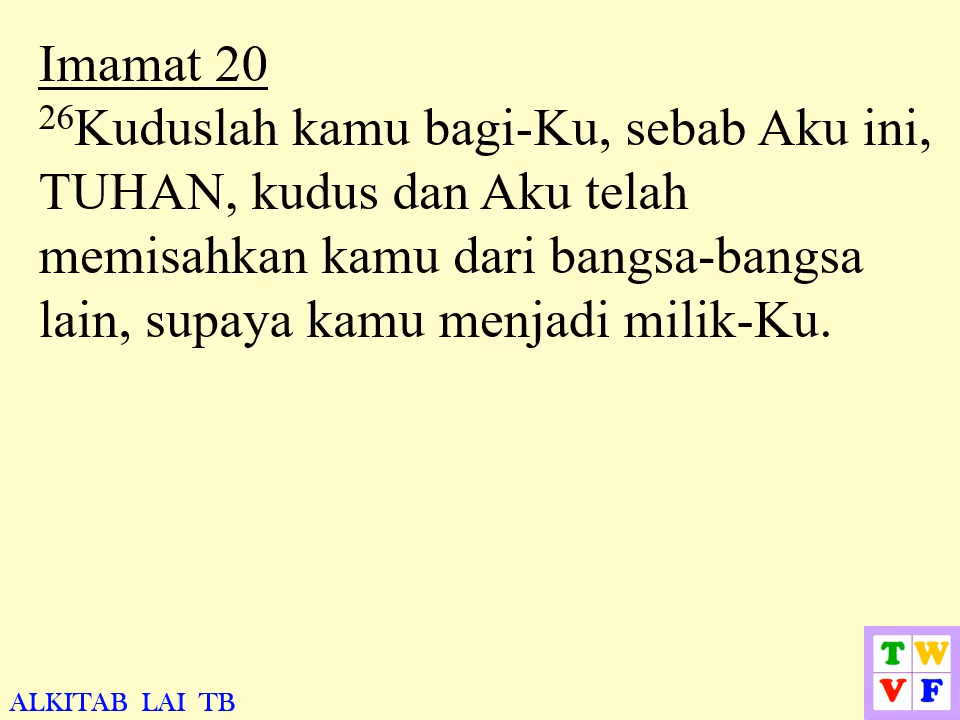 Imamat 20
26Kuduslah kamu bagi-Ku, sebab Aku ini,
TUHAN, kudus dan Aku telah
memisahkan kamu dari bangsa-bangsa
lain, supaya kamu menjadi milik-Ku.
ALKITAB LAI TB
T W
V F